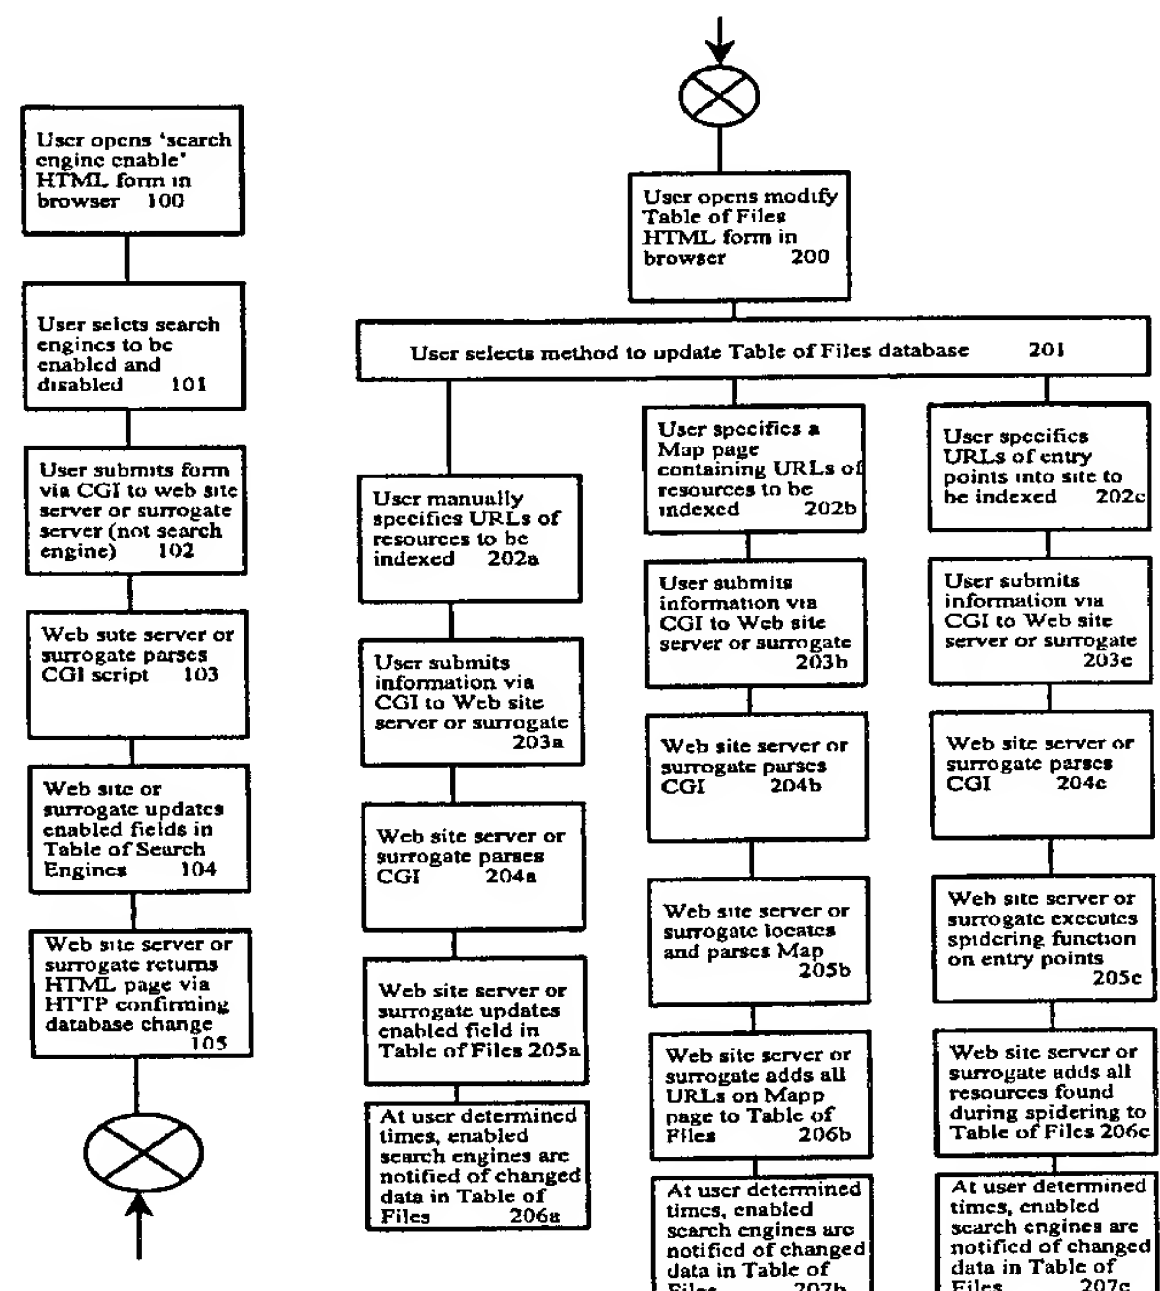 User opens 'search
engine enable'
HTML form in
browser 100
User selcts search
engines to be
enabled and
disabled 101
User submits form
via CGI to web site
server or surrogate
server (not search
engine) 102
Web sute server or
surrogate parses
CGI script 103
Web site or
surrogate updates
enabled fields in
Table of Search
Engines 104
Web site server or
surrogate returns
HTML page via
HTTP confirming
database change
105
User opens modify
Table of Files
HTML form in
browser 200
User selects method to update Table of Files database 201
User manually
specifies URLs of
resources to be
indexed 202a
User submits
information via
CGI to Web site
server or surrogate
203a
Web site server or
surrogate parses
CGI 204a
Web site server or
surrogate updates
enabled field in
Table of Files 205a
At user determined
times, enabled
search engines are
notified of changed
data in Table of
Files 206a
User specifies a
Map page
containing URLs of
resources to be
indexed 202b
User submits
information via
CGI to Web site
server or surrogate
203b
Web site server or
surrogate parses
CGI 204b
Web site server or
surrogate locates
and parses Map
205b
Web site server or
surrogate adds all
URLs on Mapp
page to Table of
Files 206b
At user determined
times, enabled
search engines are
notified of changed
data in Table of
Files 207b
User specifies
URLs of entry
points into site to
be indexed 202c
User submits
information via
CGI to Web site
server or surrogate
203c
Web site server or
surrogate parses
CGI 204c
Web site server or
surrogate executes
spidering function
on entry points
205c
Web site server or
surrogate adds all
resources found
during spidering to
Table of Files 206c
At user determined
times, enabled
search engines are
notified of changed
data in Table of
Files 207c